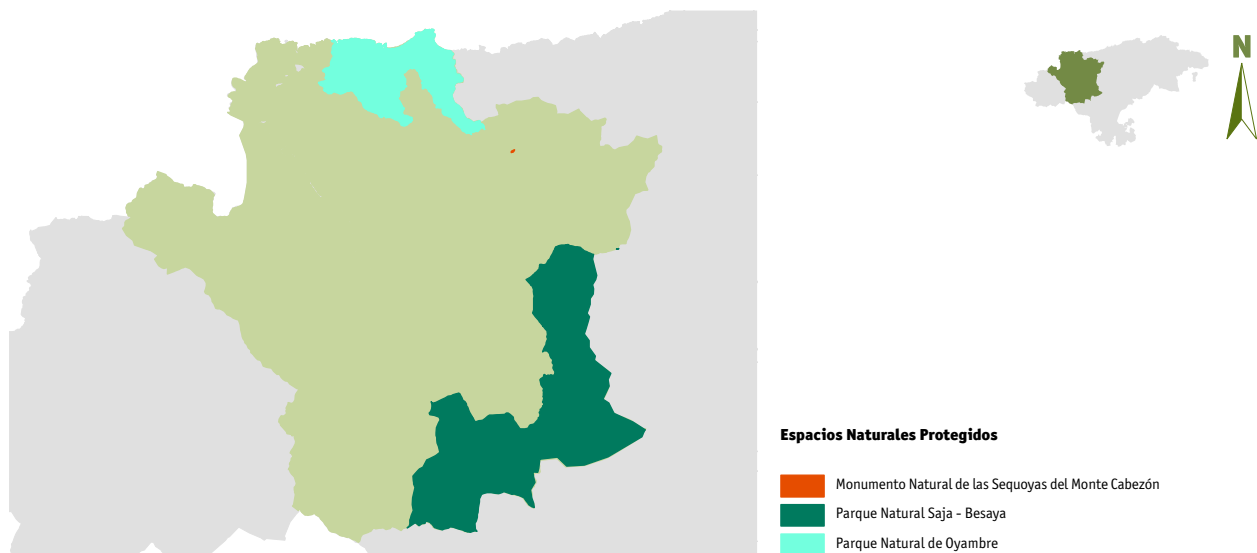 N
Espacios Naturales Protegidos
Monumento Natural de las Sequoyas del Monte Cabezón
Parque Natural Saja - Besaya
Parque Natural de Oyambre